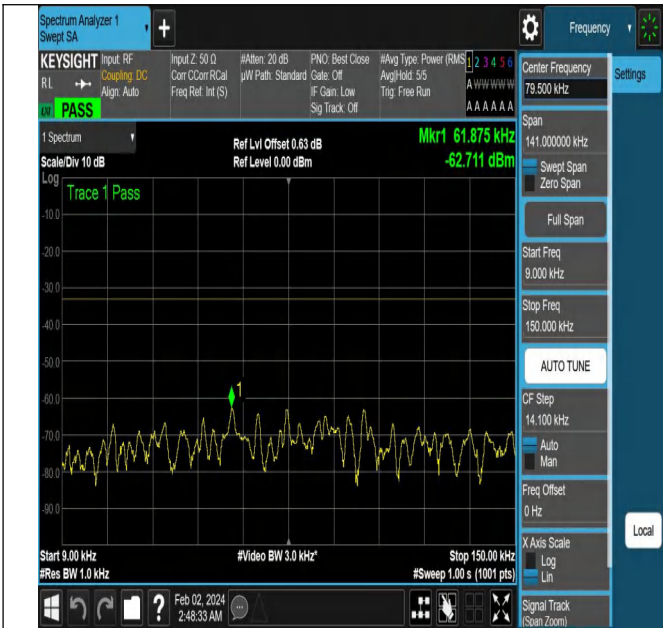 Spectrum Analyzer 1
Swept SA
+
Frequency
KEYSIGHT
RL
PASS
Input: RF
Coupling: DC
Align: Auto
Input Z: 50 Ω
Corr CCorr RCal
Freq Ref: Int (S)
#Atten: 20 dB
µW Path: Standard
PNO: Best Close
Gate: Off
IF Gain: Low
Sig Track: Off
#Avg Type: Power (RMS
Avg|Hold: 5/5
Trig: Free Run
1 2 3 4 5 6
A W W W W W
A A A A A A
1 Spectrum
Scale/Div 10 dB
Ref Lvl Offset 0.63 dB
Ref Level 0.00 dBm
Mkr1 61.875 kHz
-62.711 dBm
Log
Trace 1 Pass
-10.0
-20.0
-30.0
-40.0
-50.0
-60.0
-70.0
-80.0
-90.0
1
Start 9.00 kHz
#Res BW 1.0 kHz
#Video BW 3.0 kHz*
Stop 150.00 kHz
#Sweep 1.00 s (1001 pts)
?
Feb 02, 2024
2:48:33 AM
Center Frequency
79.500 kHz
Span
141.000000 kHz
Swept Span
Zero Span
Full Span
Start Freq
9.000 kHz
Stop Freq
150.000 kHz
AUTO TUNE
CF Step
14.100 kHz
Auto
Man
Freq Offset
0 Hz
X Axis Scale
Log
Lin
Signal Track
(Span Zoom)
Settings
Local